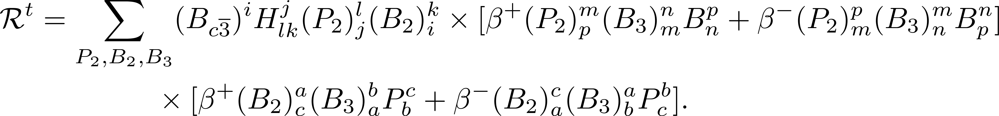 \mathcal{R}^t = \sum_{P_2,B_2,B_3} (B_{c\overline{3}})^i H^j_{lk} (P_2)^l_j (B_2)^k_i \times [\beta^+ (P_2)^m_p (B_3)^n_m B^p_n + \beta^- (P_2)^p_m (B_3)^m_n B^n_p]
\times [\beta^+ (B_2)^a_c (B_3)^b_a P^c_b + \beta^- (B_2)^c_a (B_3)^a_b P^b_c].